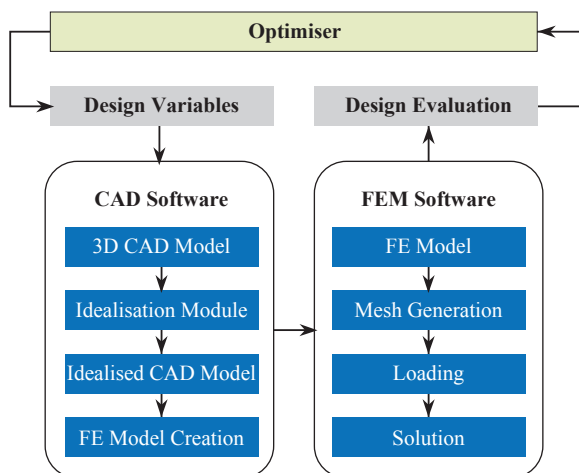 Optimiser
Design Variables
Design Evaluation
CAD Software
3D CAD Model
Idealisation Module
Idealised CAD Model
FE Model Creation
FEM Software
FE Model
Mesh Generation
Loading
Solution